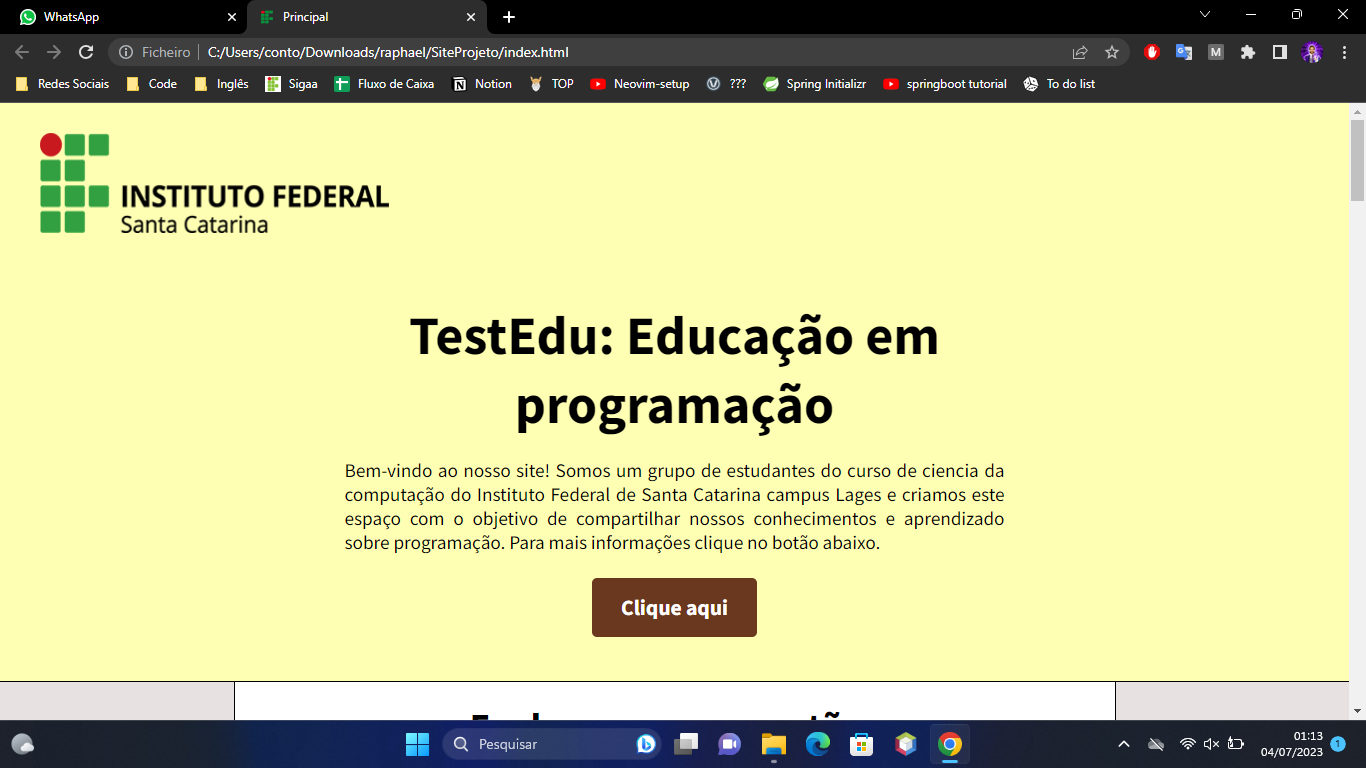 WhatsApp
Principal
Ficheiro
C:/Users/conto/Downloads/raphael/SiteProjeto/index.html
M
Redes Sociais
Code
Inglês
Sigaa
Fluxo de Caixa
Notion
TOP
Neovim-setup
???
Spring Initializr
springboot tutorial
To do list
INSTITUTO FEDERAL
Santa Catarina
TestEdu: Educação em
programação
Bem-vindo ao nosso site! Somos um grupo de estudantes do curso de ciencia da
computação do Instituto Federal de Santa Catarina campus Lages e criamos este
espaço com o objetivo de compartilhar nossos conhecimentos e aprendizado
sobre programação. Para mais informações clique no botão abaixo.
Clique aqui
Pesquisar
01:13
04/07/2023
1